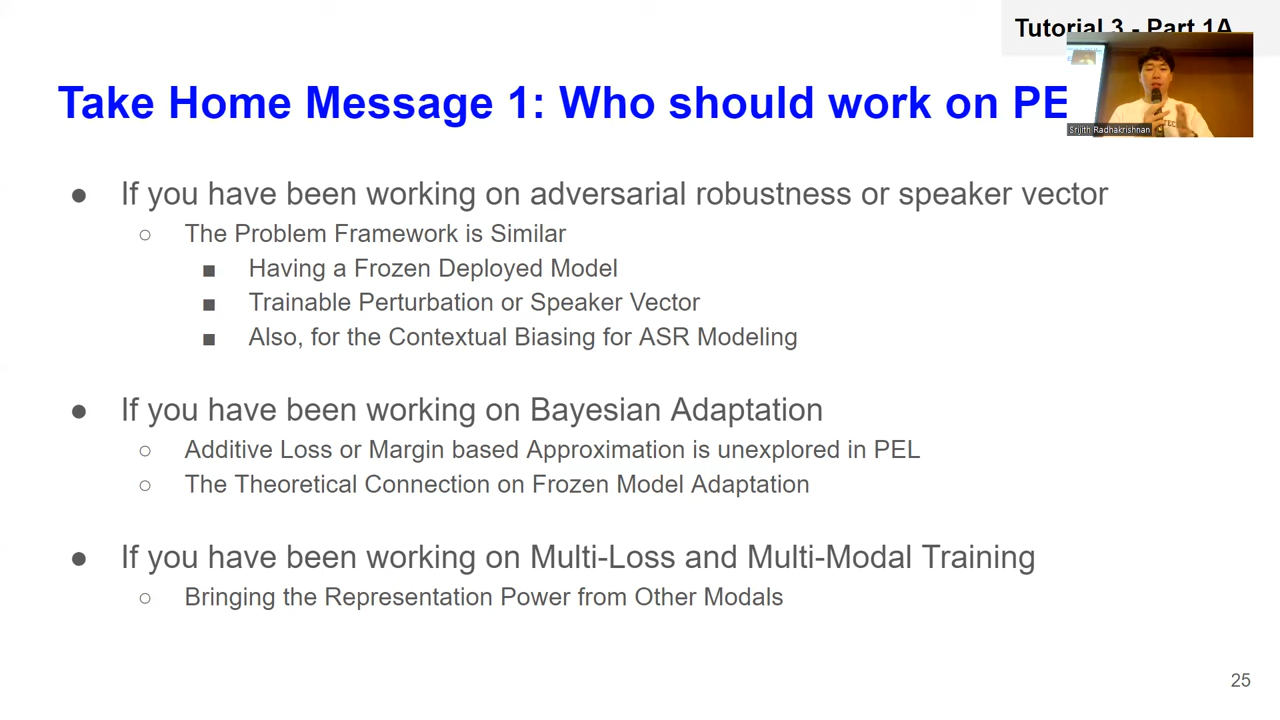 Tutorial 3 - Part 1A
Take Home Message 1: Who should work on PE
Srijith Radhakrishnan
● If you have been working on adversarial robustness or speaker vector
○ The Problem Framework is Similar
■ Having a Frozen Deployed Model
■ Trainable Perturbation or Speaker Vector
■ Also, for the Contextual Biasing for ASR Modeling
● If you have been working on Bayesian Adaptation
○ Additive Loss or Margin based Approximation is unexplored in PEL
○ The Theoretical Connection on Frozen Model Adaptation
● If you have been working on Multi-Loss and Multi-Modal Training
○ Bringing the Representation Power from Other Modals
25